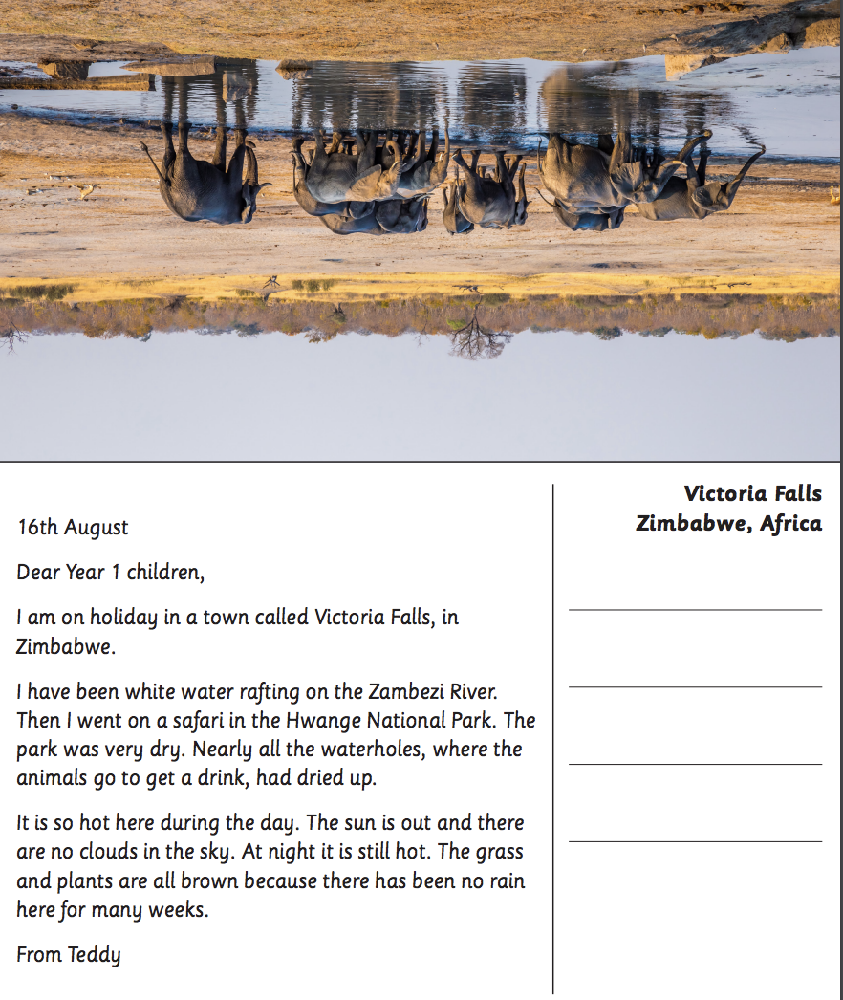 Victoria Falls
Zimbabwe, Africa
16th August
Dear Year 1 children,
I am on holiday in a town called Victoria Falls, in
Zimbabwe.
I have been white water rafting on the Zambezi River.
Then I went on a safari in the Hwange National Park. The
park was very dry. Nearly all the waterholes, where the
animals go to get a drink, had dried up.
It is so hot here during the day. The sun is out and there
are no clouds in the sky. At night it is still hot. The grass
and plants are all brown because there has been no rain
here for many weeks.
From Teddy